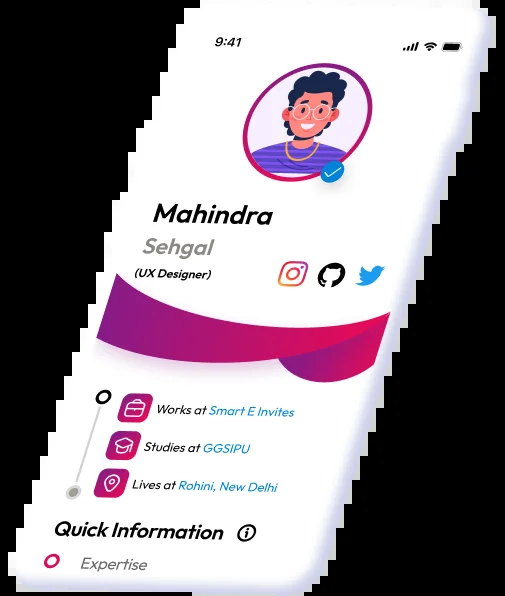 9:41
Mahindra
Sehgal
(UX Designer)
Works at Smart E Invites
Studies at GGSIPU
Lives at Rohini, New Delhi
Quick Information
Expertise